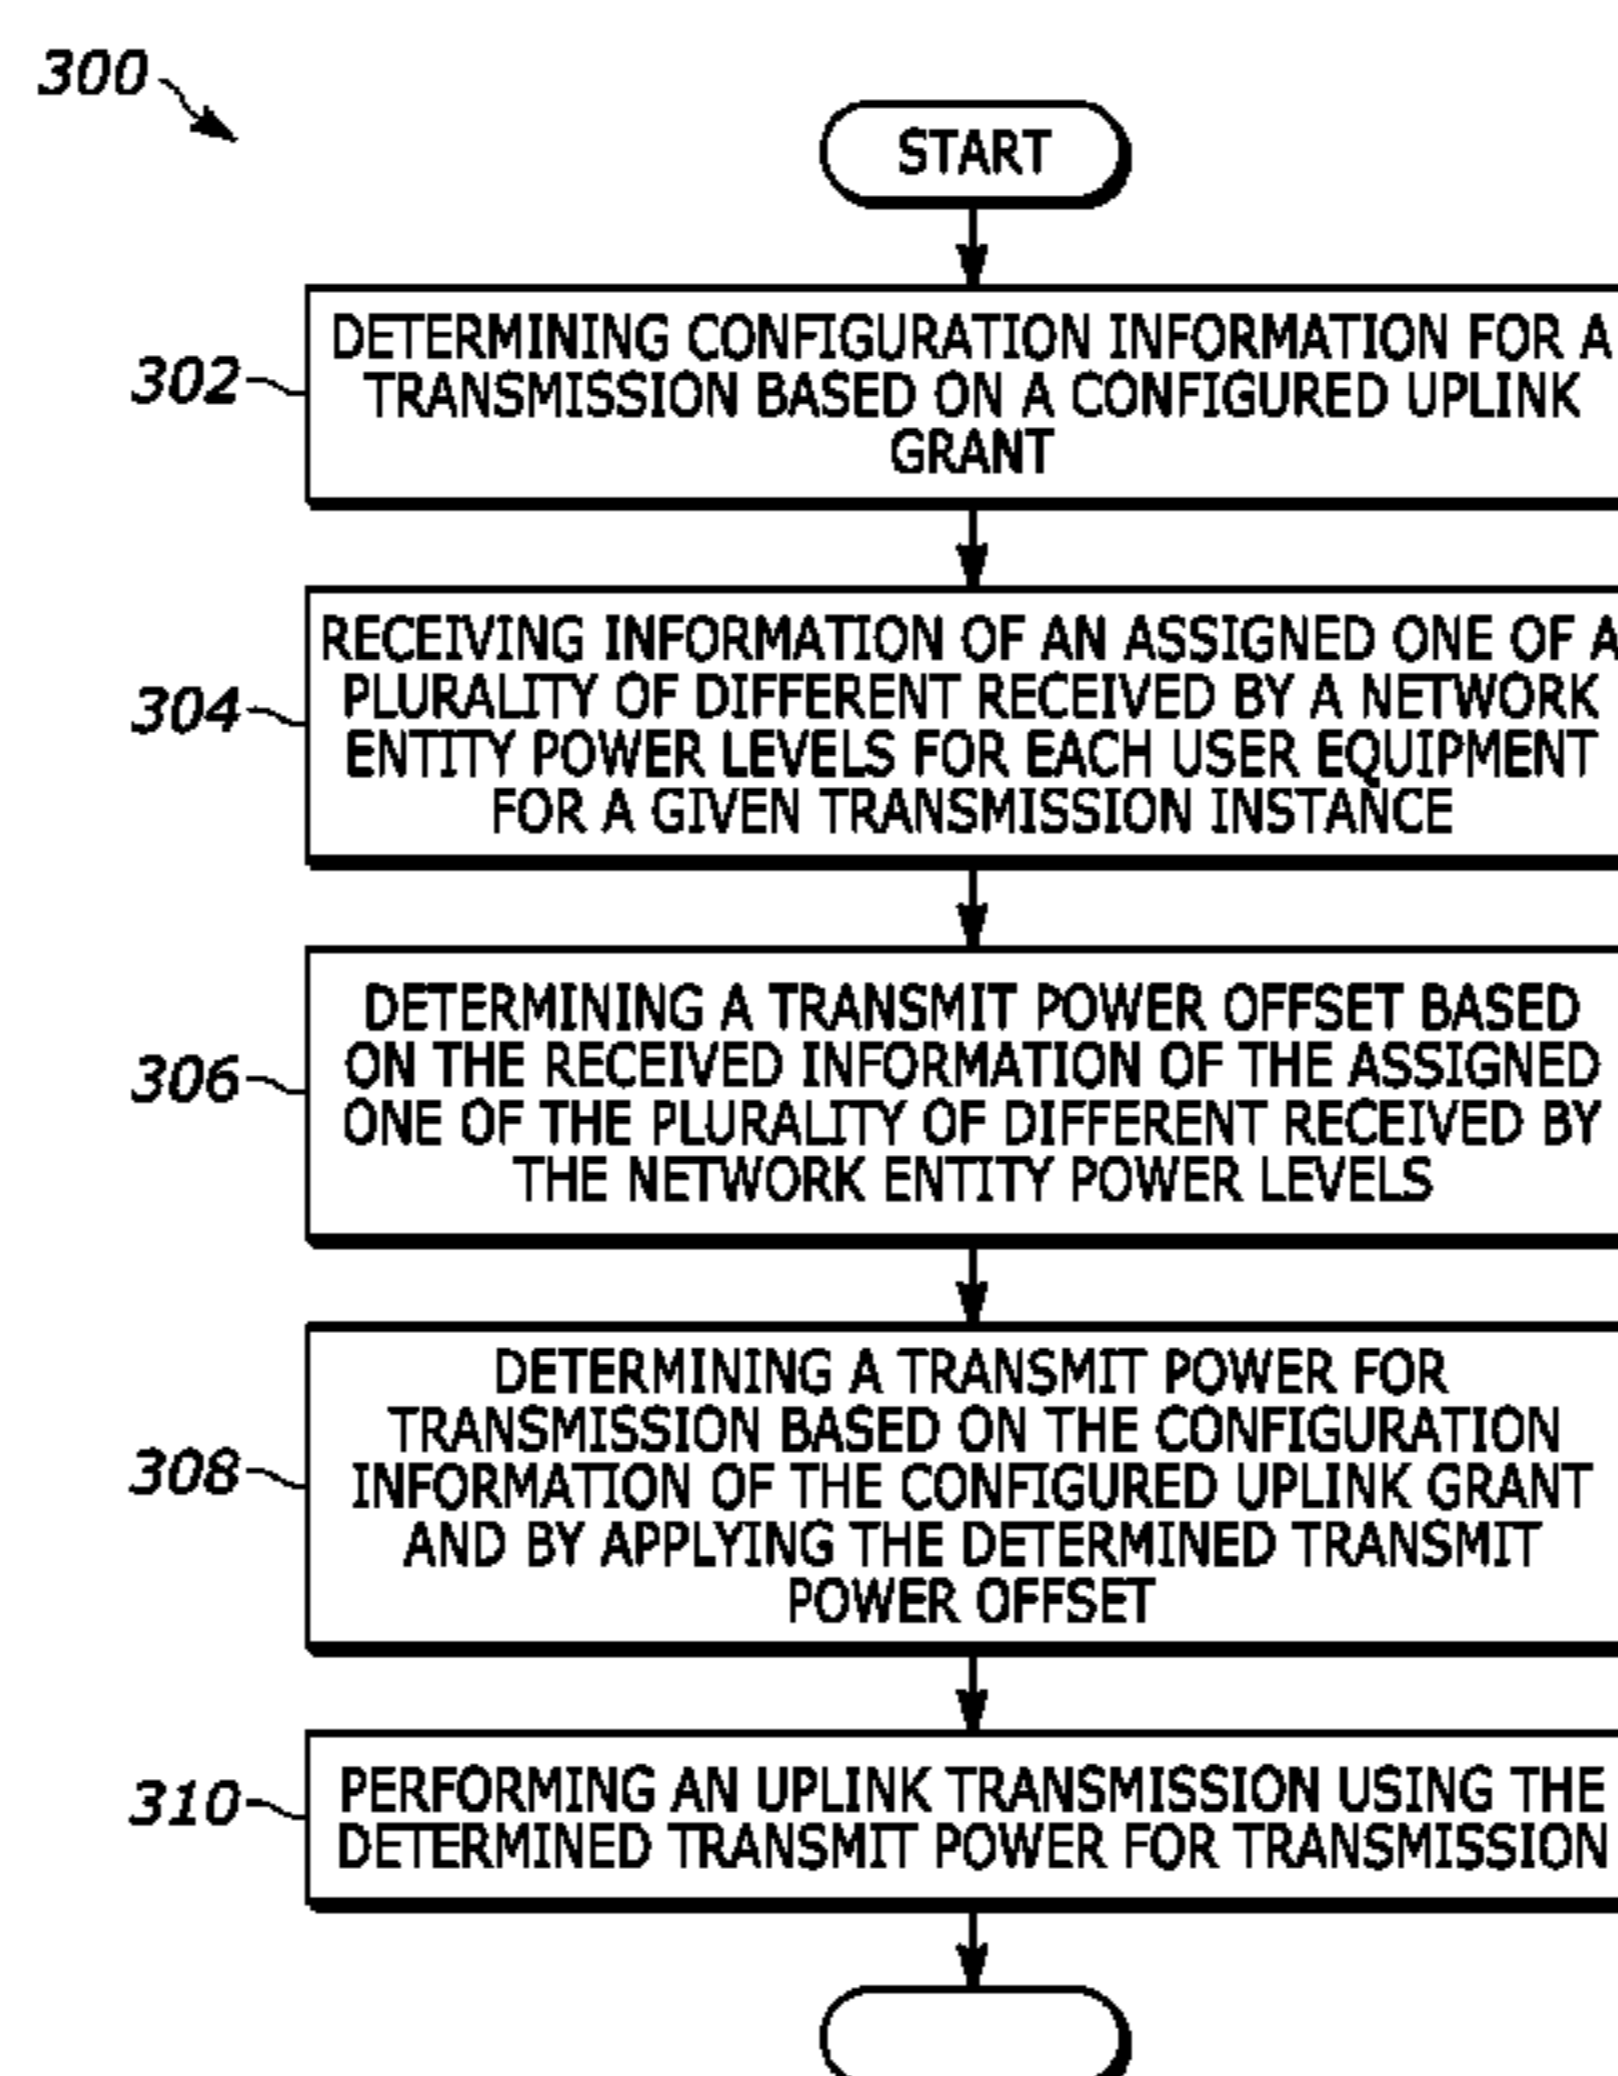 300
START
302
DETERMINING CONFIGURATION INFORMATION FOR A
TRANSMISSION BASED ON A CONFIGURED UPLINK
GRANT
304
RECEIVING INFORMATION OF AN ASSIGNED ONE OF A
PLURALITY OF DIFFERENT RECEIVED BY A NETWORK
ENTITY POWER LEVELS FOR EACH USER EQUIPMENT
FOR A GIVEN TRANSMISSION INSTANCE
306
DETERMINING A TRANSMIT POWER OFFSET BASED
ON THE RECEIVED INFORMATION OF THE ASSIGNED
ONE OF THE PLURALITY OF DIFFERENT RECEIVED BY
THE NETWORK ENTITY POWER LEVELS
308
DETERMINING A TRANSMIT POWER FOR
TRANSMISSION BASED ON THE CONFIGURATION
INFORMATION OF THE CONFIGURED UPLINK GRANT
AND BY APPLYING THE DETERMINED TRANSMIT
POWER OFFSET
310
PERFORMING AN UPLINK TRANSMISSION USING THE
DETERMINED TRANSMIT POWER FOR TRANSMISSION